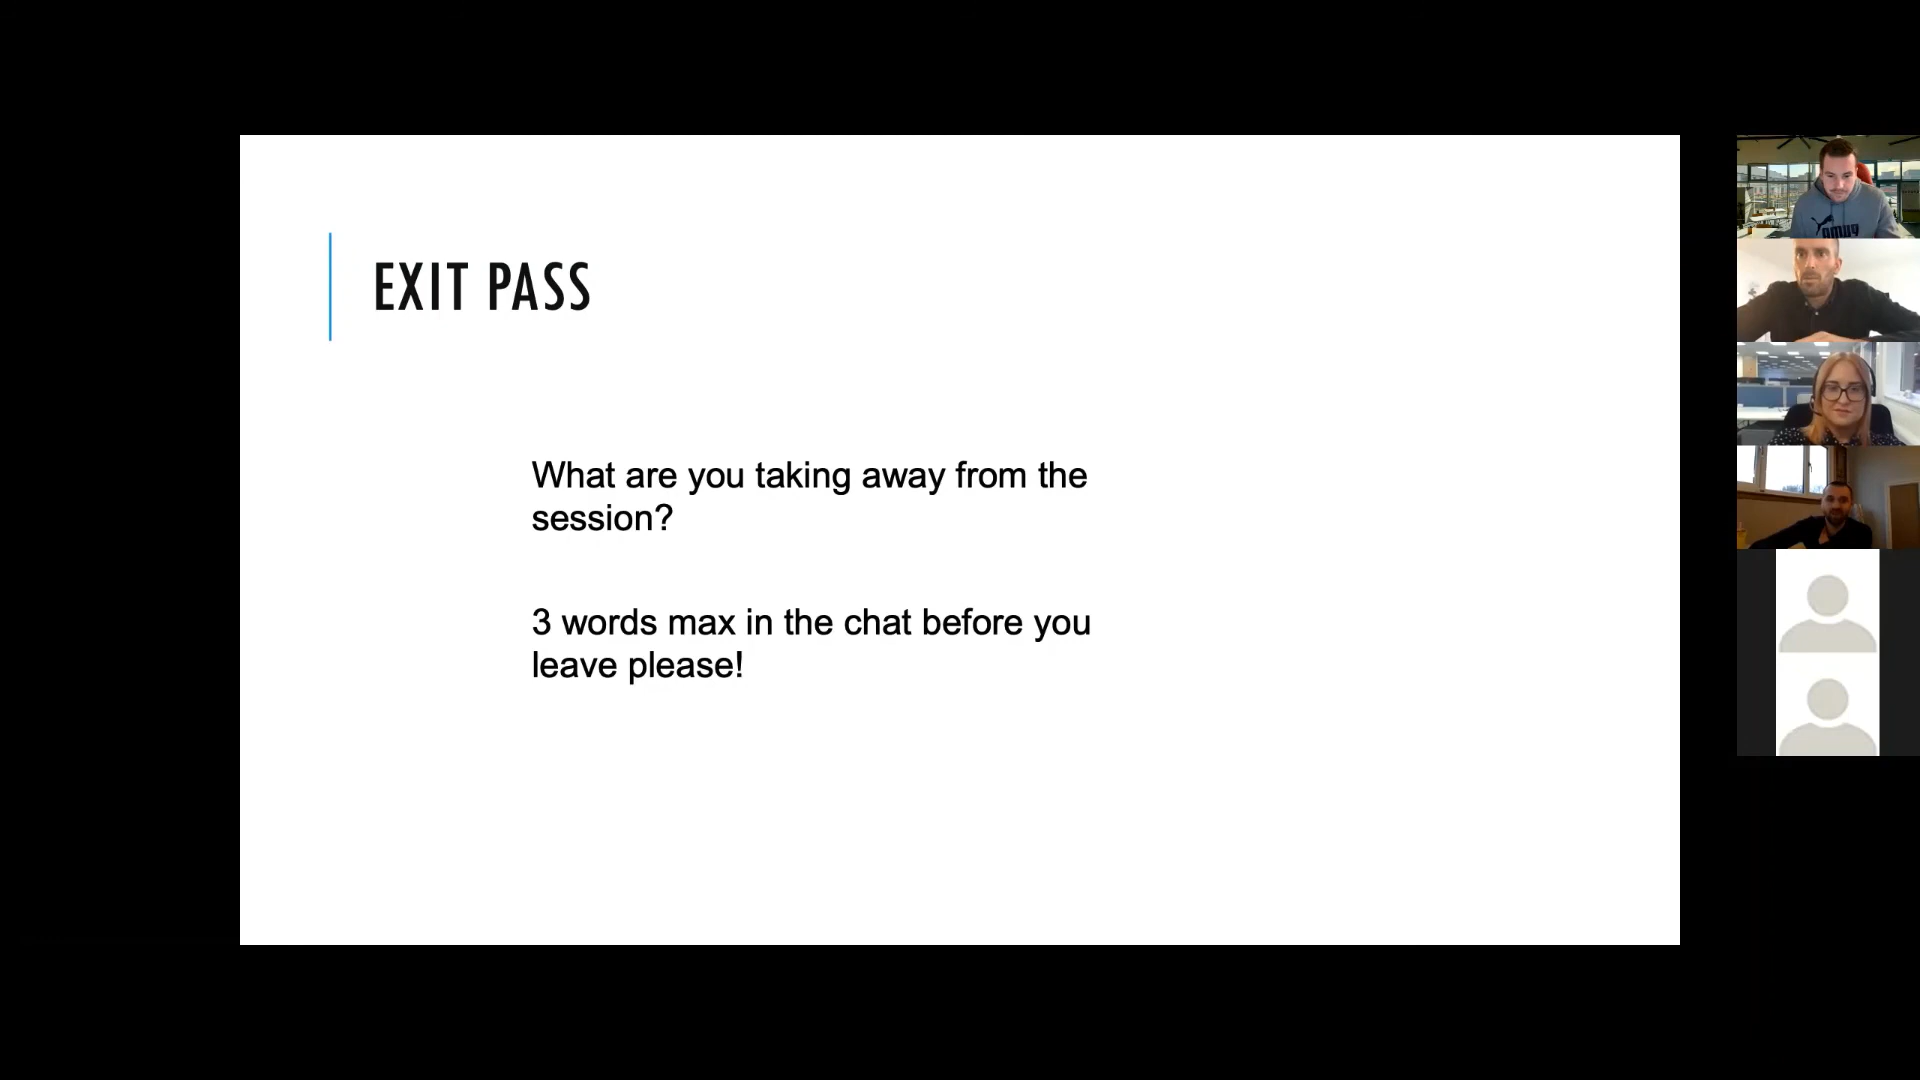 EXIT PASS
What are you taking away from the
session?
3 words max in the chat before you
leave please!